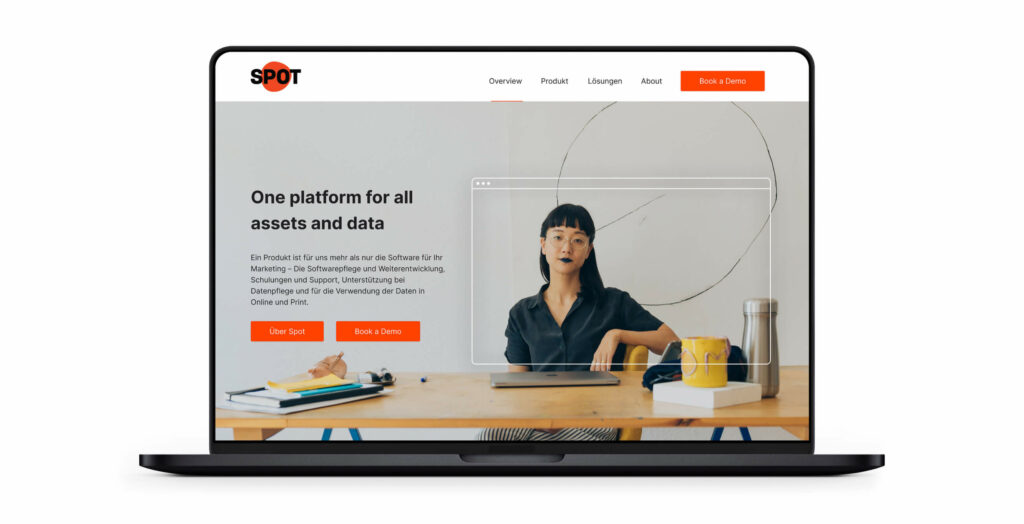 SPOT
Overview Produkt Lösungen About Book a Demo
One platform for all
assets and data
Ein Produkt ist für uns mehr als nur die Software für Ihr
Marketing – Die Softwarepflege und Weiterentwicklung,
Schulungen und Support, Unterstützung bei
Datenpflege und für die Verwendung der Daten in
Online und Print.
Über Spot Book a Demo